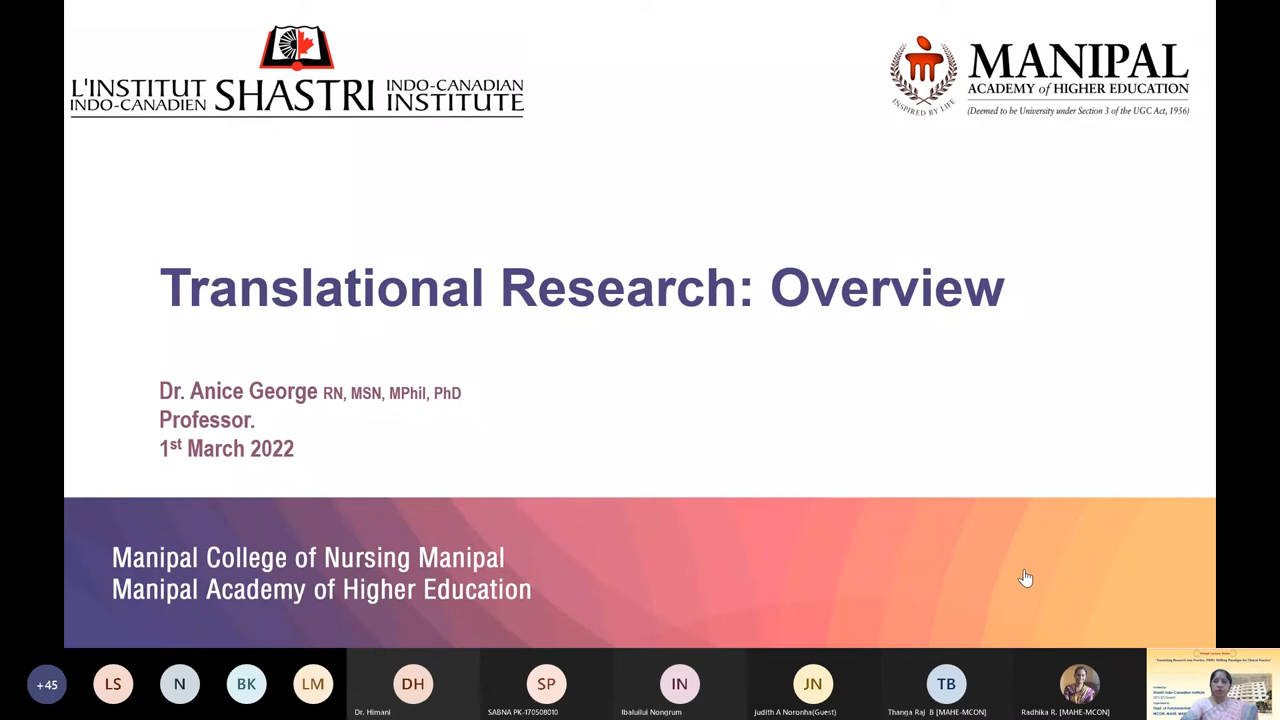 L'INSTITUT INDO-CANADIEN SHASTRI INDO-CANADIAN INSTITUTE
MANIPAL
ACADEMY of HIGHER EDUCATION
(Deemed to be University under Section 3 of the UGC Act, 1956)
INSPIRED BY LIFE
Translational Research: Overview
Dr. Anice George RN, MSN, MPhil, PhD
Professor.
1st March 2022
Manipal College of Nursing Manipal
Manipal Academy of Higher Education
+45
LS
N
BK
LM
DH
SP
IN
JN
TB
Dr. Himani
SABNA PK-170508010
Ibaluilui Nongrum
judith A Noronha(Guest)
Thanga Raj B [MAHE-MCON]
Radhika R. [MAHE-MCON]